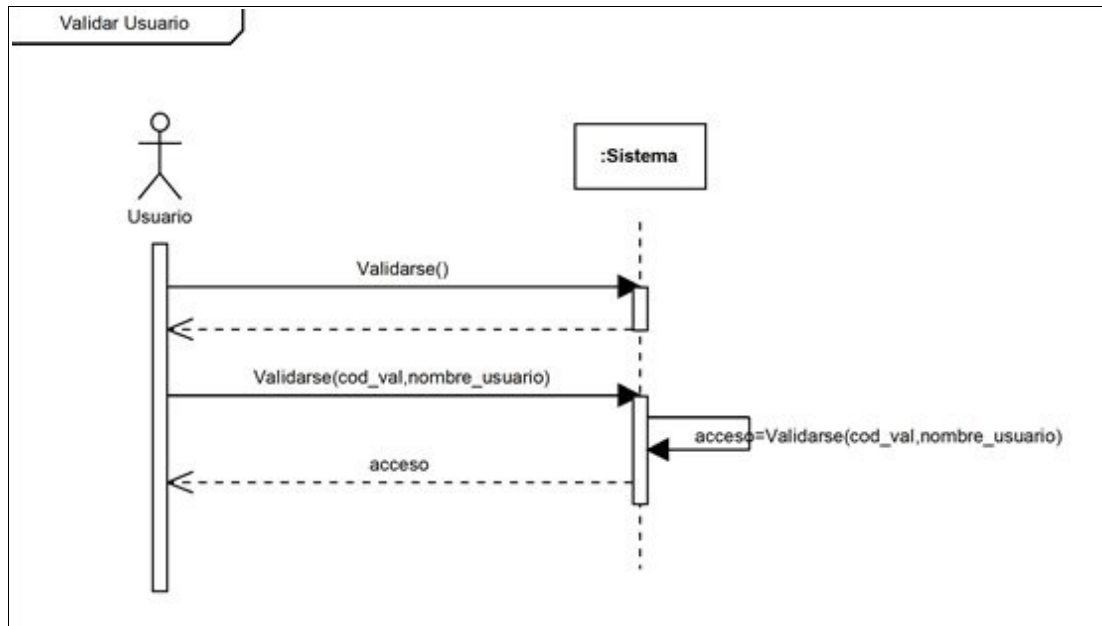 Validar Usuario
:Sistema
Usuario
Validarse()
Validarse(cod_val,nombre_usuario)
acceso=Validarse(cod_val,nombre_usuario)
acceso